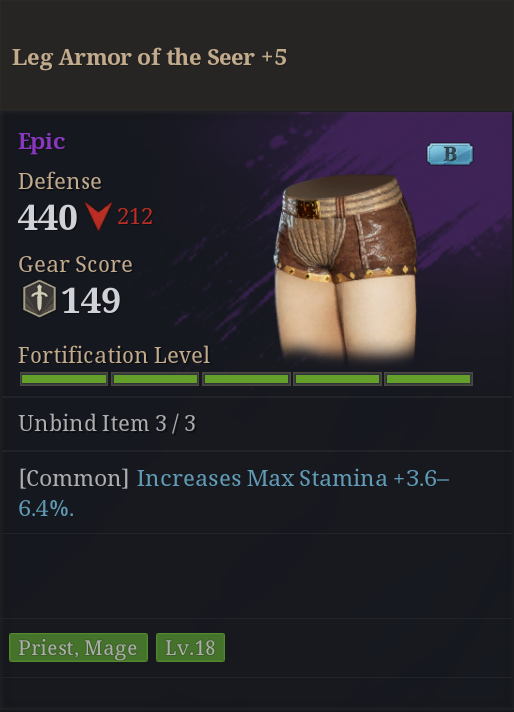 Leg Armor of the Seer +5
Epic
B
Defense
440 212
Gear Score
149
Fortification Level
Unbind Item 3 / 3
[Common] Increases Max Stamina +3.6–
6.4%.
Priest, Mage Lv.18